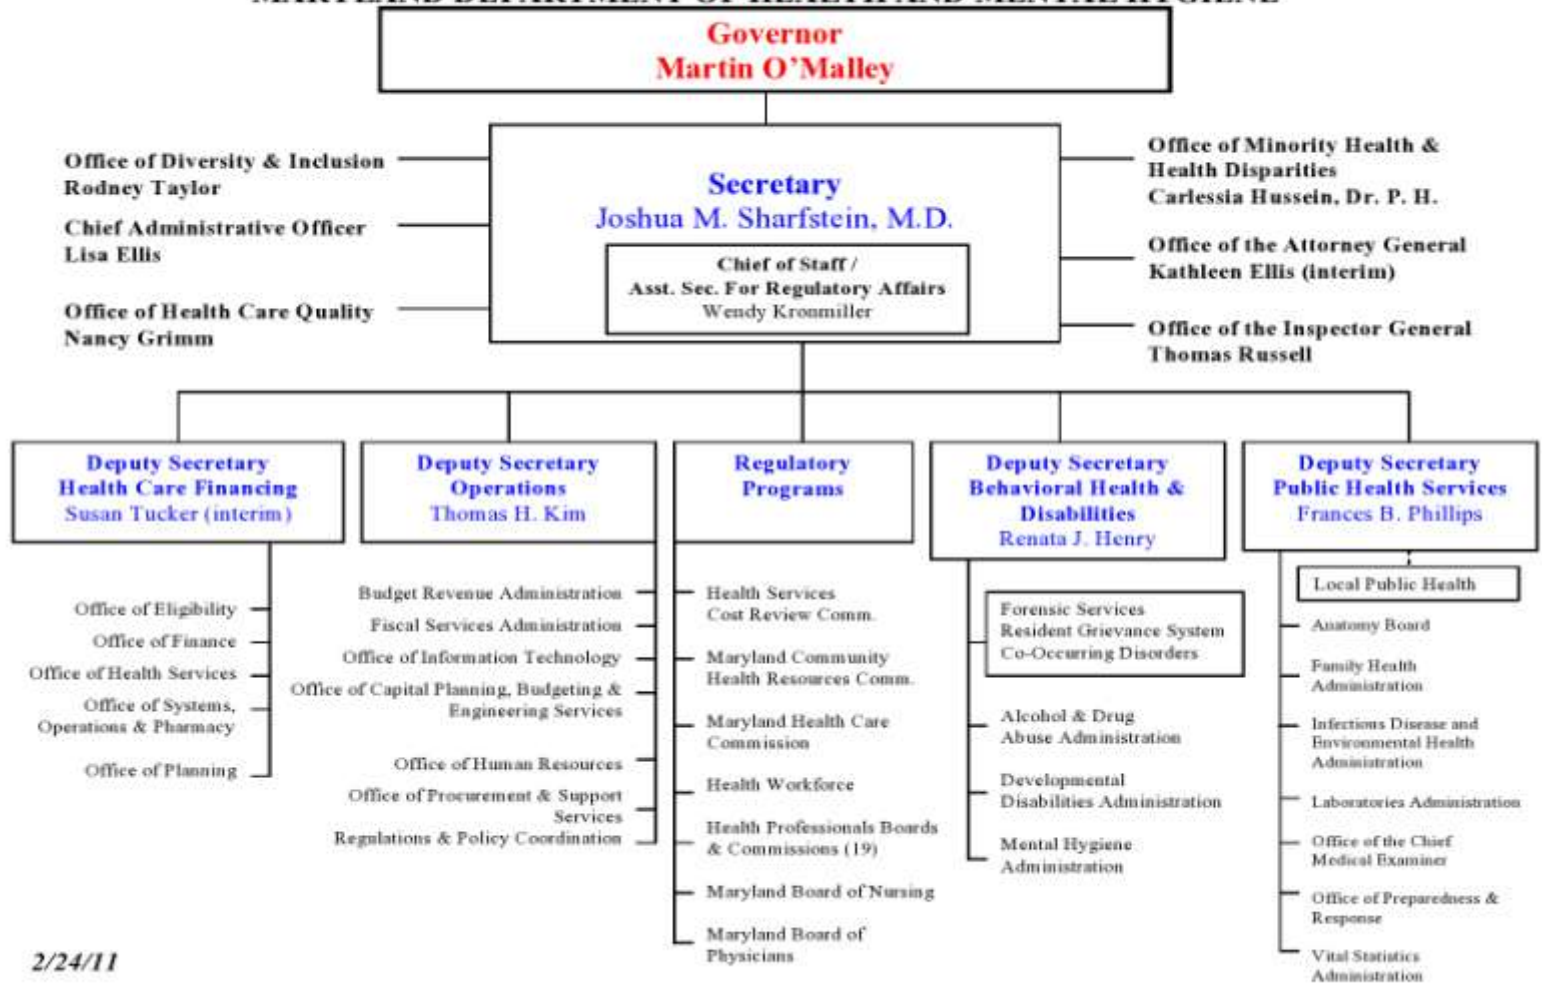 MARYLAND DEPARTMENT OF HEALTH AND MENTAL HYGIENE
Governor
Martin O'Malley
Office of Diversity & Inclusion
Rodney Taylor
Chief Administrative Officer
Lisa Ellis
Office of Health Care Quality
Nancy Grimm
Secretary
Joshua M. Sharfstein, M.D.
Chief of Staff /
Asst. Sec. For Regulatory Affairs
Wendy Kronmiller
Office of Minority Health &
Health Disparities
Carlessia Hussein, Dr. P. H.
Office of the Attorney General
Kathleen Ellis (interim)
Office of the Inspector General
Thomas Russell
Deputy Secretary
Health Care Financing
Susan Tucker (interim)
Office of Eligibility
Office of Finance
Office of Health Services
Office of Systems,
Operations & Pharmacy
Office of Planning
Deputy Secretary
Operations
Thomas H. Kim
Budget Revenue Administration
Fiscal Services Administration
Office of Information Technology
Office of Capital Planning, Budgeting &
Engineering Services
Office of Human Resources
Office of Procurement & Support
Services
Regulations & Policy Coordination
Regulatory
Programs
Health Services
Cost Review Comm.
Maryland Community
Health Resources Comm.
Maryland Health Care
Commission
Health Workforce
Health Professionals Boards
& Commissions (19)
Maryland Board of Nursing
Maryland Board of
Physicians
Deputy Secretary
Behavioral Health &
Disabilities
Renata J. Henry
Forensic Services
Resident Grievance System
Co-Occurring Disorders
Alcohol & Drug
Abuse Administration
Developmental
Disabilities Administration
Mental Hygiene
Administration
Deputy Secretary
Public Health Services
Frances B. Phillips
Local Public Health
Anatomy Board
Family Health
Administration
Infectious Disease and
Environmental Health
Administration
Laboratories Administration
Office of the Chief
Medical Examiner
Office of Preparedness &
Response
Vital Statistics
Administration
2/24/11